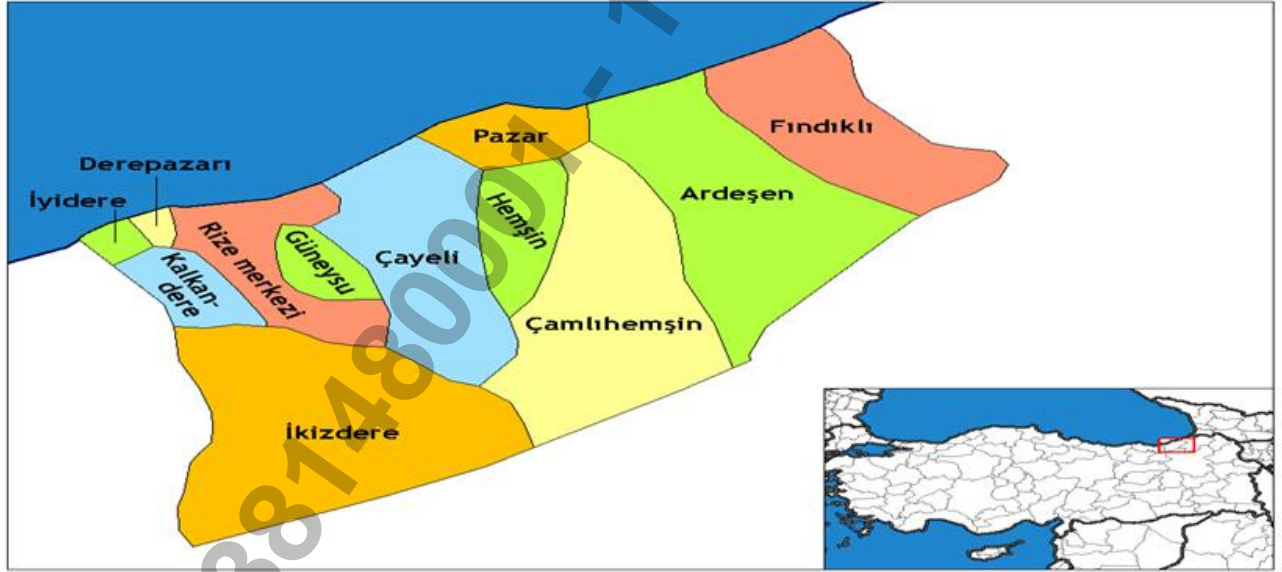 Fındıklı
Pazar
Derepazarı
Ardeşen
İyidere
Hemşin
Rize merkezi
Güneysu
Çayeli
Kalkan-
dere
Çamlıhemşin
İkizdere